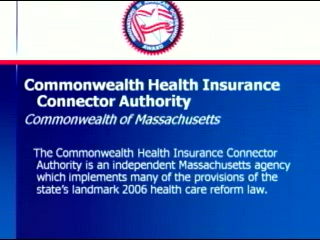 AWARD
Commonwealth Health Insurance
Connector Authority
Commonwealth of Massachusetts
The Commonwealth Health Insurance Connector
Authority is an independent Massachusetts agency
which implements many of the provisions of the
state's landmark 2006 health care reform law.